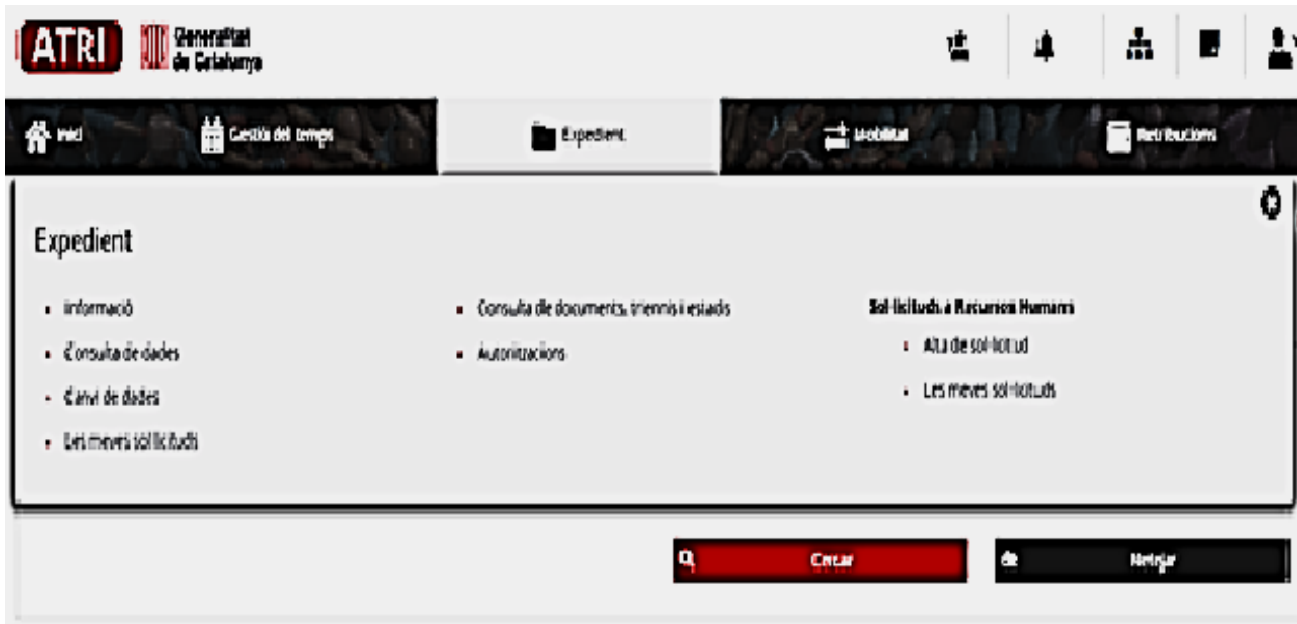 ATRI
Generalitat
de Catalunya
Inici
Gestió del temps
Expedient
Mobilitat
Retribucions
Expedient
Informació
Consulta de dades
Canvi de dades
Les meves sol·licituds
Consulta de documents, triennis i estadis
Autoritzacions
Sol·licituds a Recursos Humans
Alta de sol·licitud
Les meves sol·licituds
Cercar
Netejar